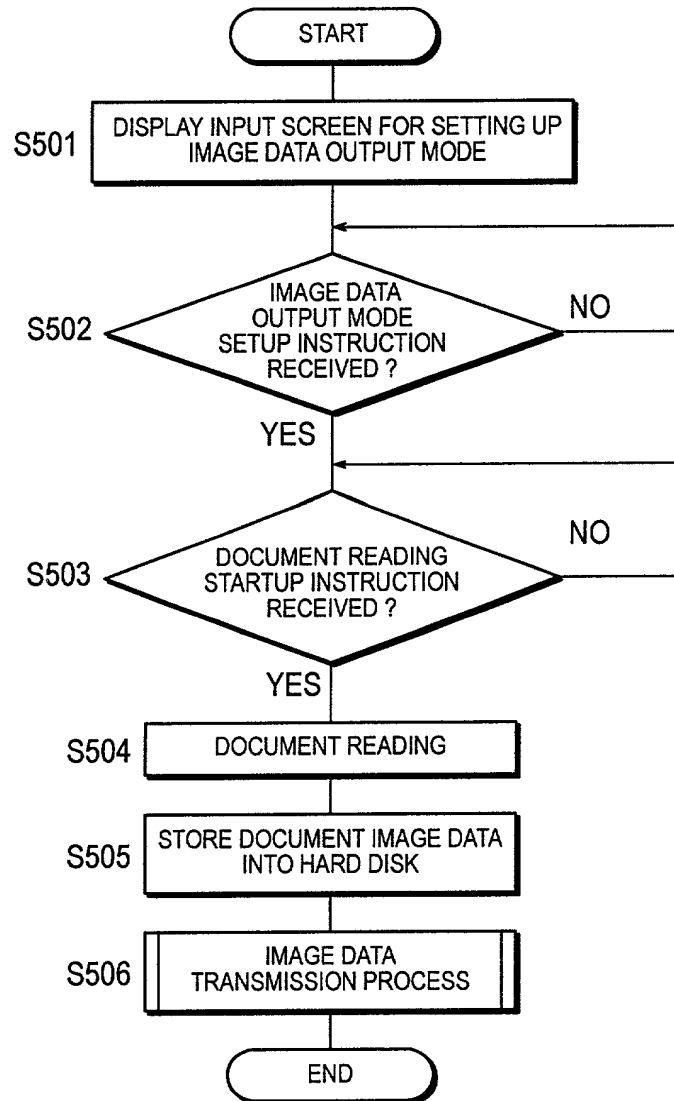 START
S501
DISPLAY INPUT SCREEN FOR SETTING UP
IMAGE DATA OUTPUT MODE
S502
IMAGE DATA
OUTPUT MODE
SETUP INSTRUCTION
RECEIVED ?
NO
YES
S503
DOCUMENT READING
STARTUP INSTRUCTION
RECEIVED ?
NO
YES
S504
DOCUMENT READING
S505
STORE DOCUMENT IMAGE DATA
INTO HARD DISK
S506
IMAGE DATA
TRANSMISSION PROCESS
END